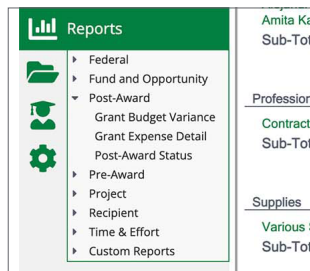 Amita Ka
Reports
Sub-Tot
Federal
Fund and Opportunity
Post-Award
Grant Budget Variance
Grant Expense Detail
Post-Award Status
Pre-Award
Project
Recipient
Time & Effort
Custom Reports
Profession
Contract
Sub-Tot
Supplies
Various S
Sub-Tot